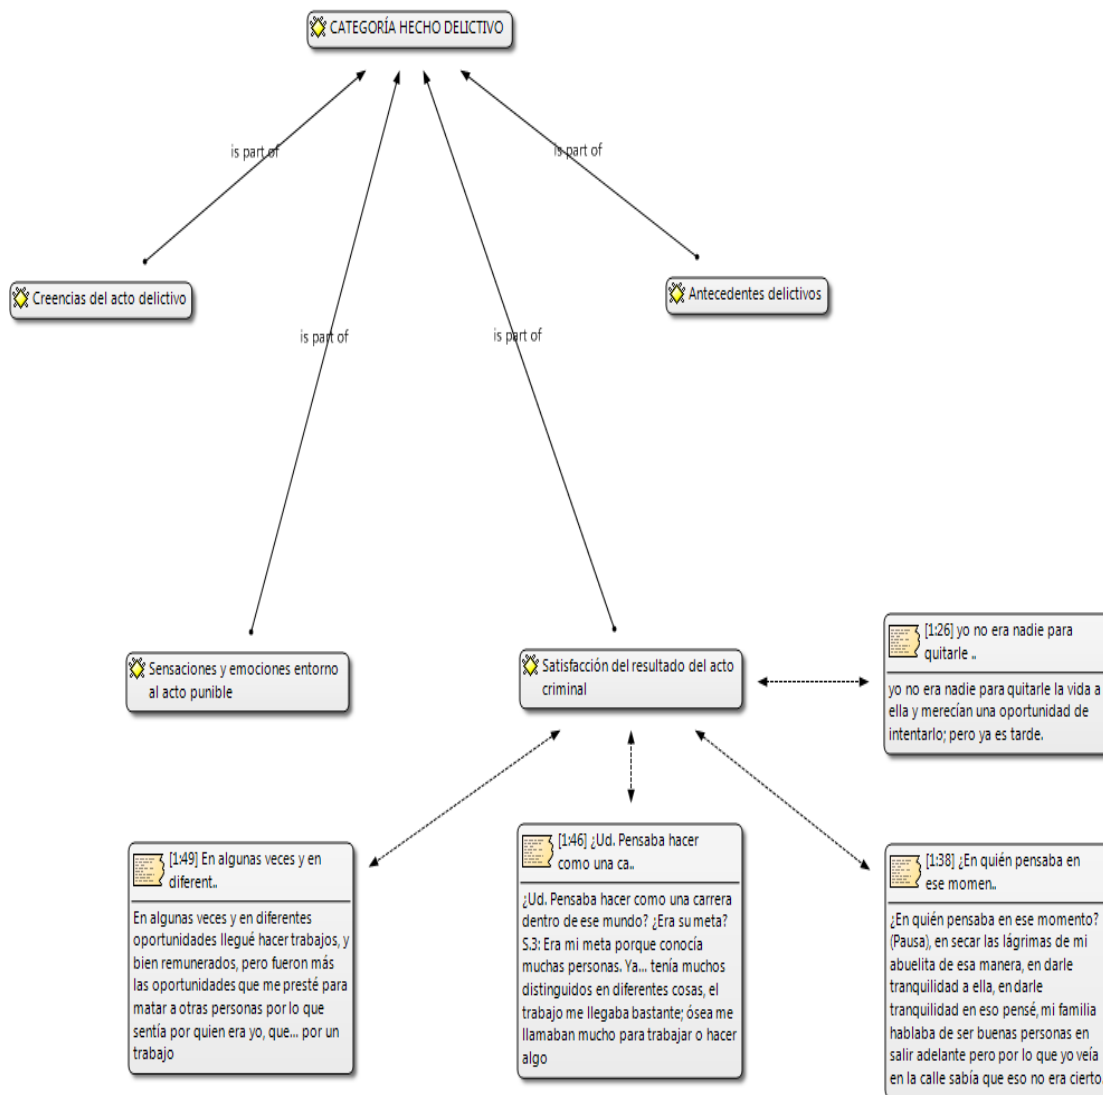 CATEGORÍA HECHO DELICTIVO
is part of
is part of
Creencias del acto delictivo
Antecedentes delictivos
is part of
is part of
Sensaciones y emociones entorno
al acto punible
Satisfacción del resultado del acto
criminal
[1:26] yo no era nadie para
quitarle ..
yo no era nadie para quitarle la vida a
ella y merecían una oportunidad de
intentarlo; pero ya es tarde.
[1:49] En algunas veces y en
diferent..
En algunas veces y en diferentes
oportunidades llegué hacer trabajos, y
bien remunerados, pero fueron más
las oportunidades que me presté para
matar a otras personas por lo que
sentía por quien era yo, que... por un
trabajo
[1:46] ¿Ud. Pensaba hacer
como una ca..
¿Ud. Pensaba hacer como una carrera
dentro de ese mundo? ¿Era su meta?
S.3: Era mi meta porque conocía
muchas personas. Ya... tenía muchos
distinguidos en diferentes cosas, el
trabajo me llegaba bastante; ósea me
llamaban mucho para trabajar o hacer
algo
[1:38] ¿En quién pensaba en
ese momen..
¿En quién pensaba en ese momento?
(Pausa), en secar las lágrimas de mi
abuelita de esa manera, en darle
tranquilidad a ella, en darle
tranquilidad en eso pensé, mi familia
hablaba de ser buenas personas en
salir adelante pero por lo que yo veía
en la calle sabía que eso no era cierto.